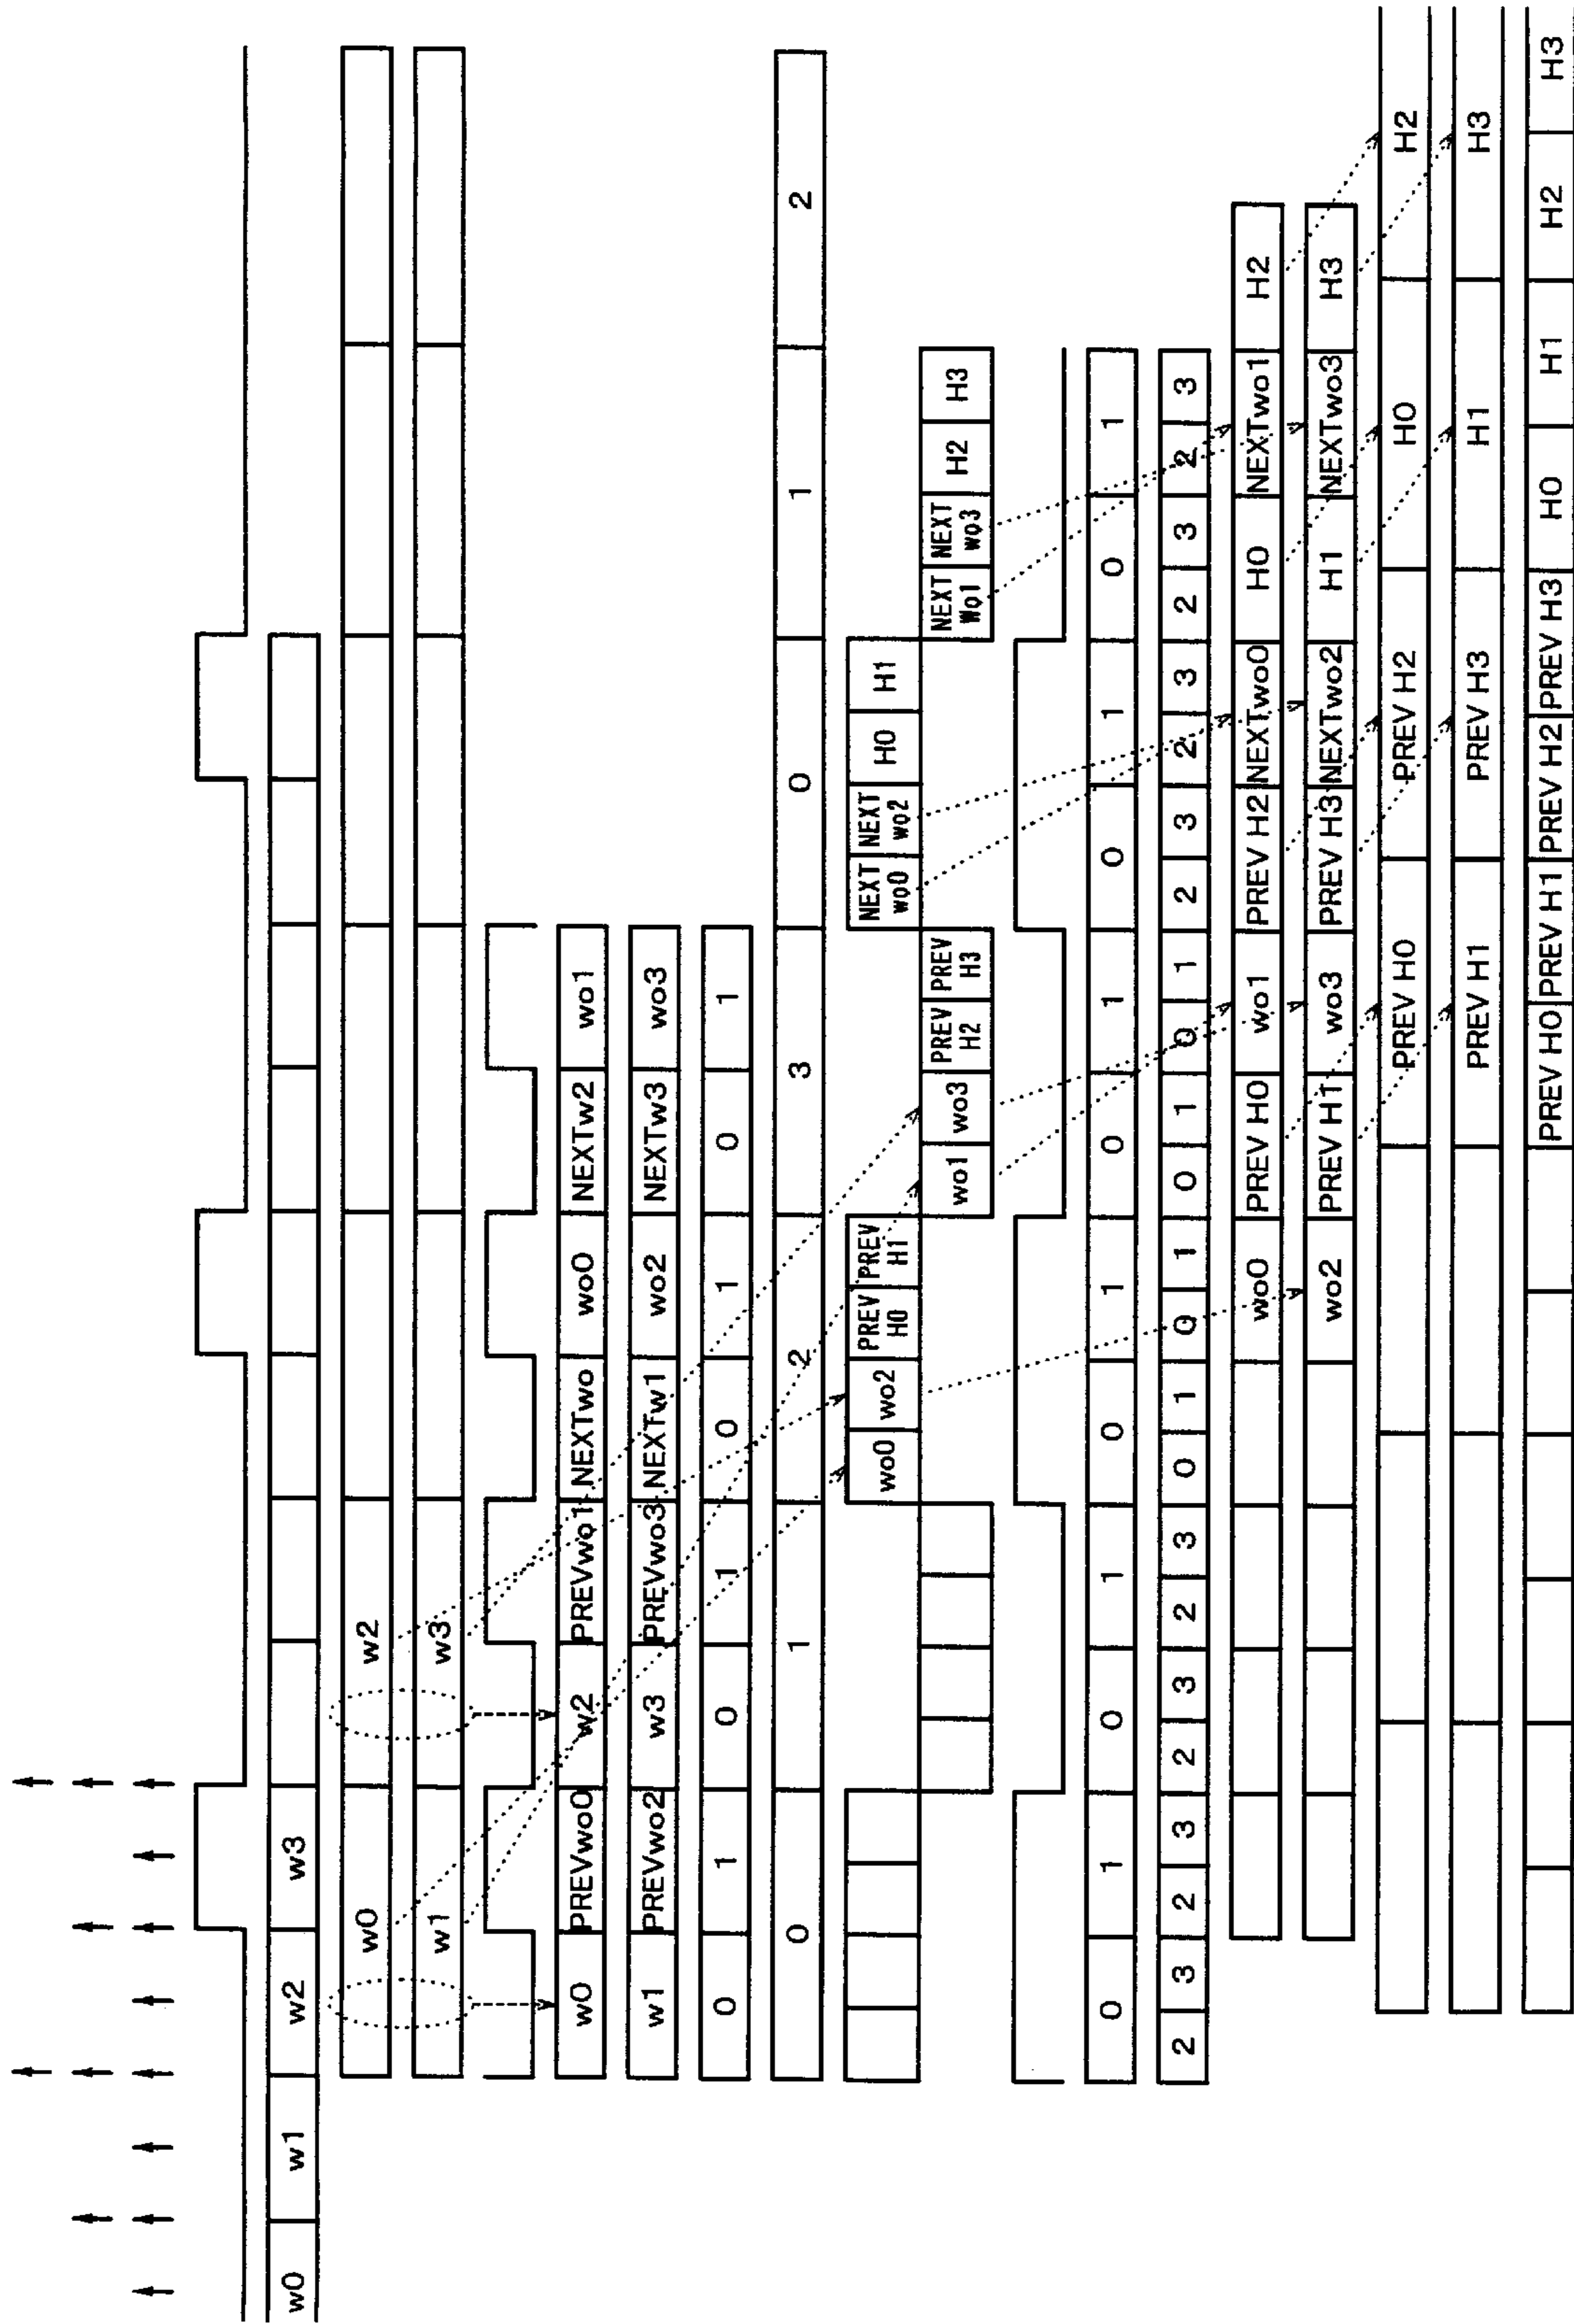 w0 w1 w2 w3
w0 w2
w1 w3
w0 PREVwo0 w2 PREVwo1 NEXTwo wo0 NEXTw2 wo1
w1 PREVwo2 w3 PREVwo3 NEXTw1 wo2 NEXTw3 wo3
0 1 0 1 0 1 0 1
0 1 2 3 0 1 2
wo0 wo2 PREV H0 PREV H1 NEXT wo0 NEXT wo2 H0 H1
wo1 wo3 PREV H2 PREV H3 NEXT Wo1 NEXT wo3 H2 H3
0 1 0 1 0 1 0 1 0 1 0 1
2 3 2 3 2 3 2 3 0 1 0 1 0 1 0 1 2 3 2 3 2 3 2 3
wo0 PREV H0 wo1 PREV H2 NEXTwo0 H0 NEXTwo1 H2
wo2 PREV H1 wo3 PREV H3 NEXTwo2 H1 NEXTwo3 H3
PREV H0 PREV H2 H0 H2
PREV H1 PREV H3 H1 H3
PREV H0 PREV H1 PREV H2 PREV H3 H0 H1 H2 H3